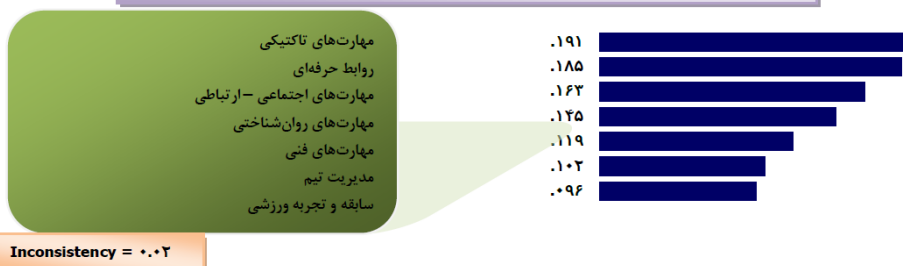 مهارت‌های تاکتیکی
روابط حرفه‌ای
مهارت‌های اجتماعی – ارتباطی
مهارت‌های روان‌شناختی
مهارت‌های فنی
مدیریت تیم
سابقه و تجربه ورزشی
.۱۹۱
.۱۸۵
.۱۶۳
.۱۴۵
.۱۱۹
.۱۰۲
.۰۹۶
Inconsistency = ۰.۰۲